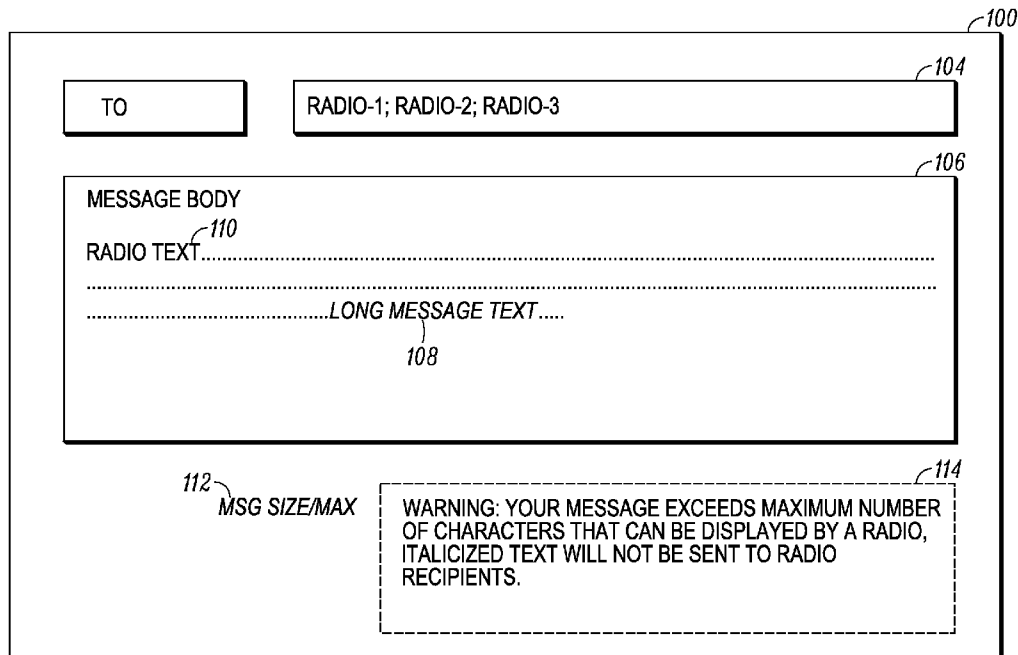 100
104
TO
RADIO-1; RADIO-2; RADIO-3
106
MESSAGE BODY
110
RADIO TEXT........................................................................
........................................................................
........................................LONG MESSAGE TEXT.....
108
112
114
MSG SIZE/MAX
WARNING: YOUR MESSAGE EXCEEDS MAXIMUM NUMBER
OF CHARACTERS THAT CAN BE DISPLAYED BY A RADIO,
ITALICIZED TEXT WILL NOT BE SENT TO RADIO
RECIPIENTS.